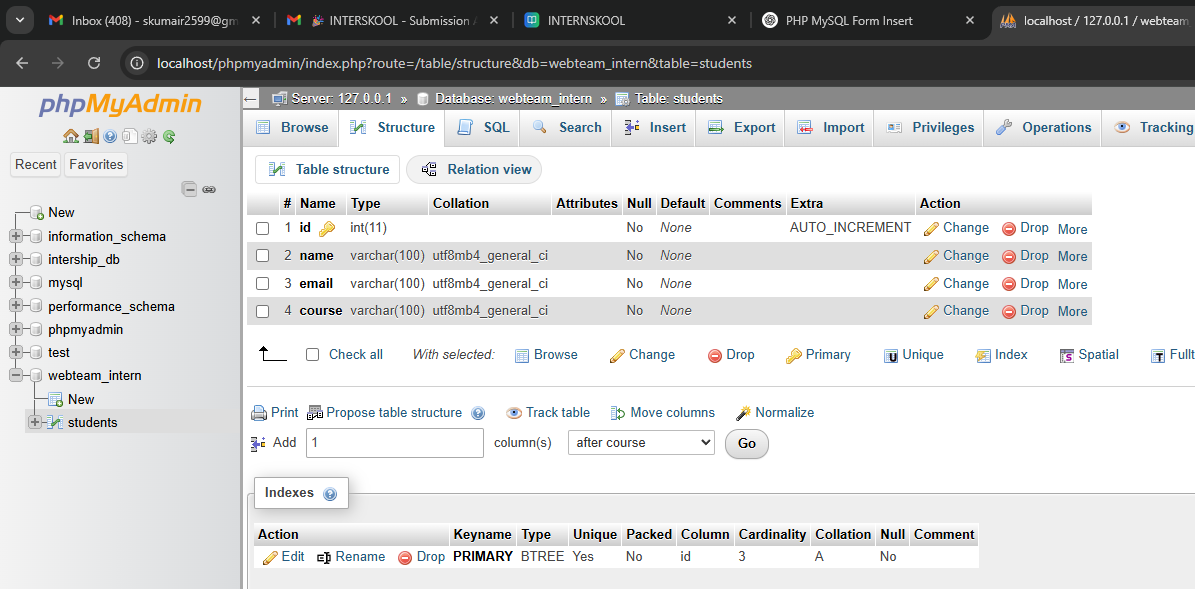 Inbox (408) - skumair2599@gm
INTERSKOOL - Submission
INTERNSKOOL
PHP MySQL Form Insert
localhost / 127.0.0.1 / webteam
localhost/phpmyadmin/index.php?route=/table/structure&db=webteam_intern&table=students
phpMyAdmin
Recent Favorites
New
information_schema
intership_db
mysql
performance_schema
phpmyadmin
test
webteam_intern
New
students
Server: 127.0.0.1 » Database: webteam_intern » Table: students
Browse Structure SQL Search Insert Export Import Privileges Operations Tracking
Table structure Relation view
# Name Type Collation Attributes Null Default Comments Extra Action
1 id int(11) No None AUTO_INCREMENT Change Drop More
2 name varchar(100) utf8mb4_general_ci No None Change Drop More
3 email varchar(100) utf8mb4_general_ci No None Change Drop More
4 course varchar(100) utf8mb4_general_ci No None Change Drop More
Check all With selected: Browse Change Drop Primary Unique Index Spatial Fullt
Print Propose table structure Track table Move columns Normalize
Add 1 column(s) after course Go
Indexes
Action Keyname Type Unique Packed Column Cardinality Collation Null Comment
Edit Rename Drop PRIMARY BTREE Yes No id 3 A No